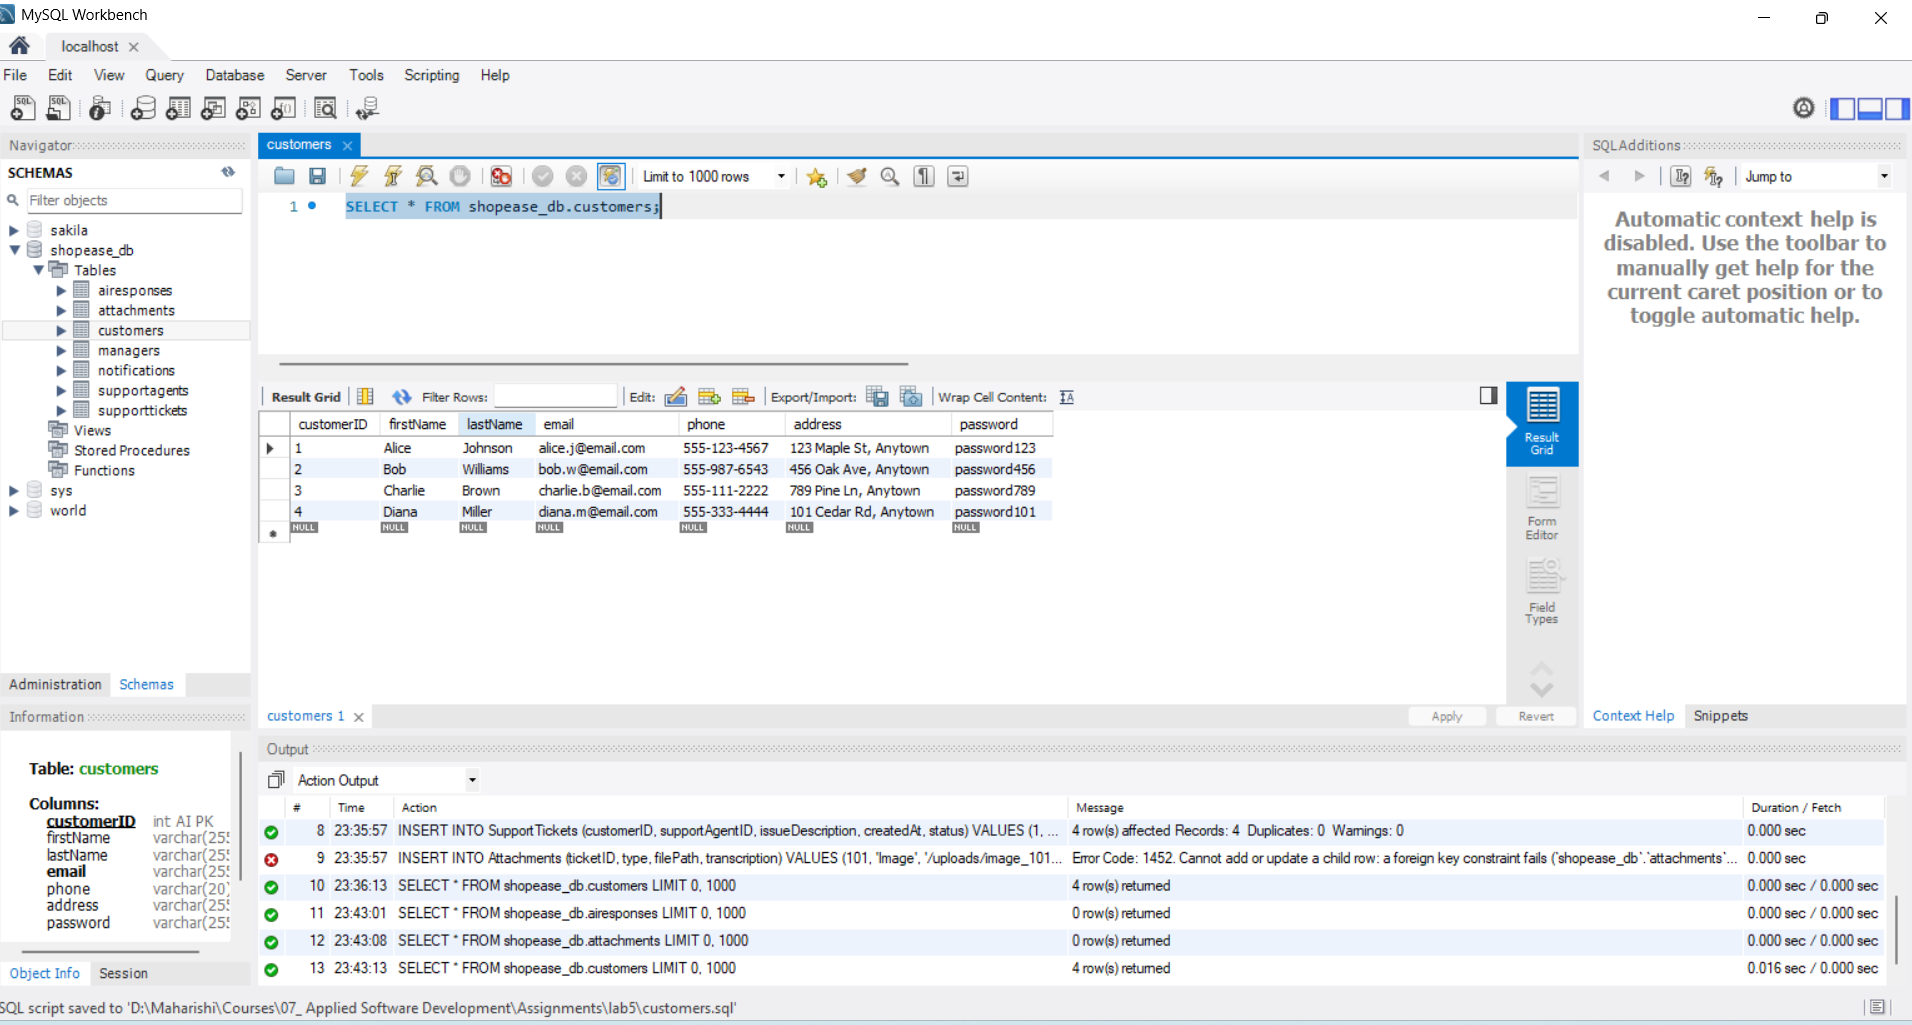 MySQL Workbench
localhost
File Edit View Query Database Server Tools Scripting Help
Navigator
SCHEMAS
Filter objects
sakila
shopease_db
Tables
airesponses
attachments
customers
managers
notifications
supportagents
supporttickets
Views
Stored Procedures
Functions
sys
world
Administration Schemas
Information
Table: customers
Columns:
customerID int AI PK
firstName varchar(255
lastName varchar(255
email varchar(255
phone varchar(20)
address varchar(255
password varchar(255
Object Info Session
customers
Limit to 1000 rows
1 SELECT * FROM shopease_db.customers;
Result Grid Filter Rows: Edit: Export/Import: Wrap Cell Content:
customerID firstName lastName email phone address password
1 Alice Johnson alice.j@email.com 555-123-4567 123 Maple St, Anytown password123
2 Bob Williams bob.w@email.com 555-987-6543 456 Oak Ave, Anytown password456
3 Charlie Brown charlie.b@email.com 555-111-2222 789 Pine Ln, Anytown password789
4 Diana Miller diana.m@email.com 555-333-4444 101 Cedar Rd, Anytown password101
NULL NULL NULL NULL NULL NULL NULL
Result
Grid
Form
Editor
Field
Types
customers 1
Apply Revert
SQLAdditions
Jump to
Automatic context help is
disabled. Use the toolbar to
manually get help for the
current caret position or to
toggle automatic help.
Context Help Snippets
Output
Action Output
# Time Action Message Duration / Fetch
8 23:35:57 INSERT INTO SupportTickets (customerID, supportAgentID, issueDescription, createdAt, status) VALUES (1, ... 4 row(s) affected Records: 4 Duplicates: 0 Warnings: 0 0.000 sec
9 23:35:57 INSERT INTO Attachments (ticketID, type, filePath, transcription) VALUES (101, 'Image', '/uploads/image_101... Error Code: 1452. Cannot add or update a child row: a foreign key constraint fails (`shopease_db`.`attachments`... 0.000 sec
10 23:36:13 SELECT * FROM shopease_db.customers LIMIT 0, 1000 4 row(s) returned 0.000 sec / 0.000 sec
11 23:43:01 SELECT * FROM shopease_db.airesponses LIMIT 0, 1000 0 row(s) returned 0.000 sec / 0.000 sec
12 23:43:08 SELECT * FROM shopease_db.attachments LIMIT 0, 1000 0 row(s) returned 0.000 sec / 0.000 sec
13 23:43:13 SELECT * FROM shopease_db.customers LIMIT 0, 1000 4 row(s) returned 0.016 sec / 0.000 sec
SQL script saved to 'D:\Maharishi\Courses\07_ Applied Software Development\Assignments\lab5\customers.sql'